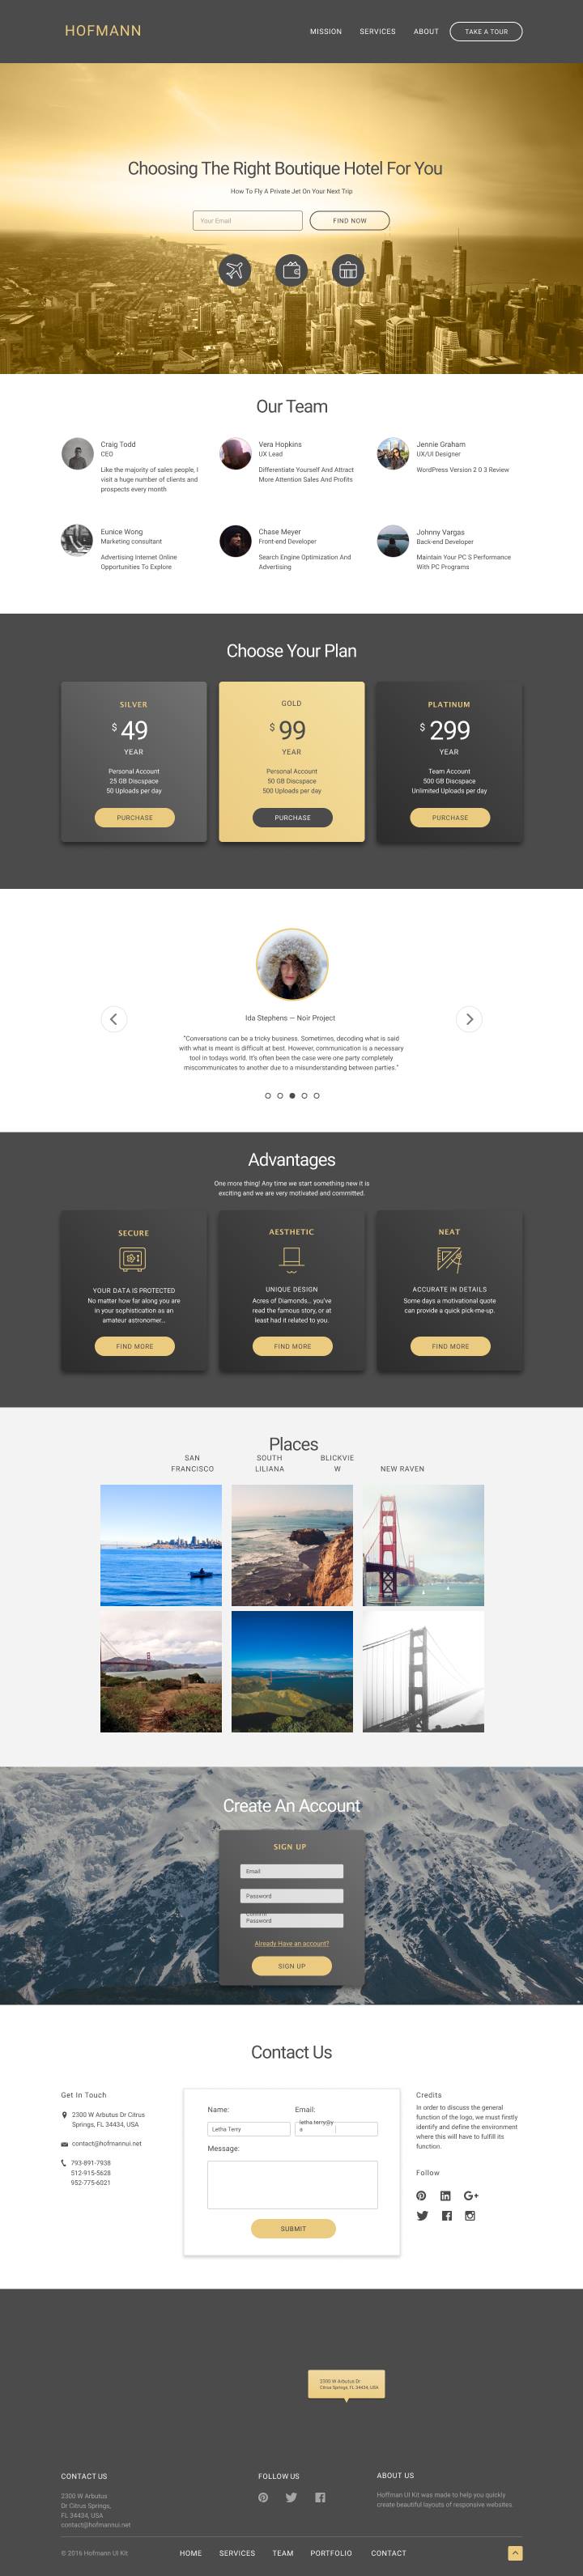 HOFMANN
MISSION
SERVICES
ABOUT
TAKE A TOUR
Choosing The Right Boutique Hotel For You
How To Fly A Private Jet On Your Next Trip
Your Email
FIND NOW
Our Team
Craig Todd
CEO
Like the majority of sales people, I
visit a huge number of clients and
prospects every month
Vera Hopkins
UX Lead
Differentiate Yourself And Attract
More Attention Sales And Profits
Jennie Graham
UX/UI Designer
WordPress Version 2 0 3 Review
Eunice Wong
Marketing consultant
Advertising Internet Online
Opportunities To Explore
Chase Meyer
Front-end Developer
Search Engine Optimization And
Advertising
Johnny Vargas
Back-end Developer
Maintain Your PC S Performance
With PC Programs
Choose Your Plan
SILVER
$ 49
YEAR
Personal Account
25 GB Discspace
50 Uploads per day
PURCHASE
GOLD
$ 99
YEAR
Personal Account
50 GB Discspace
500 Uploads per day
PURCHASE
PLATINUM
$ 299
YEAR
Team Account
500 GB Discspace
Unlimited Uploads per day
PURCHASE
Ida Stephens — Noir Project
"Conversations can be a tricky business. Sometimes, decoding what is said
with what is meant is difficult at best. However, communication is a necessary
tool in todays world. It's often been the case were one party completely
miscommunicates to another due to a misunderstanding between parties."
Advantages
One more thing! Any time we start something new it is
exciting and we are very motivated and committed.
SECURE
YOUR DATA IS PROTECTED
No matter how far along you are
in your sophistication as an
amateur astronomer...
FIND MORE
AESTHETIC
UNIQUE DESIGN
Acres of Diamonds... you've
read the famous story, or at
least had it related to you.
FIND MORE
NEAT
ACCURATE IN DETAILS
Some days a motivational quote
can provide a quick pick-me-up.
FIND MORE
Places
SAN
FRANCISCO
SOUTH
LILIANA
BLICKVIE
W
NEW RAVEN
Create An Account
SIGN UP
Email
Password
Password
Already Have an account?
SIGN UP
Contact Us
Get In Touch
2300 W Arbutus Dr Citrus
Springs, FL 34434, USA
contact@hofmannui.net
793-891-7938
512-915-5628
952-775-6021
Name:
Letha Terry
Email:
letha.terry@y
a
Message:
SUBMIT
Credits
In order to discuss the general
function of the logo, we must firstly
identify and define the environment
where this will have to fulfill its
function.
Follow
2300 W Arbutus Dr
Citrus Springs, FL 34434, USA
CONTACT US
2300 W Arbutus
Dr Citrus Springs,
FL 34434, USA
contact@hofmannui.net
FOLLOW US
ABOUT US
Hoffman UI Kit was made to help you quickly
create beautiful layouts of responsive websites.
© 2016 Hofmann UI Kit
HOME
SERVICES
TEAM
PORTFOLIO
CONTACT